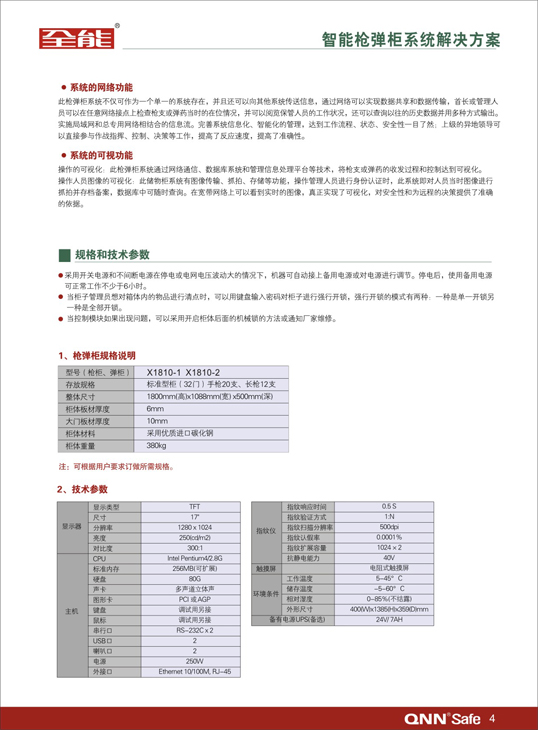 全能®
智能枪弹柜系统解决方案
● 系统的网络功能
此枪弹柜系统不仅可作为一个单一的系统存在，并且还可以向其他系统传送信息，通过网络可以实现数据共享和数据传输，首长或管理人
员可以在任意网络接点上检查枪支或弹药当时的在位情况，并可以阅览保管人员的工作状况，还可以查询以往的历史数据并用多种方式输出。
实施局域网和总专用网络相结合的信息流。完善系统信息化、智能化的管理，达到工作流程、状态、安全性一目了然；上级的异地领导可
以直接参与作战指挥、控制、决策等工作，提高了反应速度，提高了准确性。
● 系统的可视功能
操作的可视化：此枪弹柜系统通过网络通信、数据库系统和管理信息处理平台等技术，将枪支或弹药的收发过程和控制达到可视化。
操作人员图像的可视化：此储物柜系统有图像传输、抓拍、存储等功能，操作管理人员进行身份认证时，此系统即对人员当时图像进行
抓拍并存档备案，数据库中可随时查询。在宽带网络上可以看到实时的图像，真正实现了可视化，对安全性和为远程的决策提供了准确
的依据。
规格和技术参数
● 采用开关电源和不间断电源在停电或电网电压波动大的情况下，机器可自动接上备用电源或对电源进行调节。停电后，使用备用电源
可正常工作不少于6小时。
● 当柜子管理员想对箱体内的物品进行清点时，可以用键盘输入密码对柜子进行强行开锁，强行开锁的模式有两种：一种是单一开锁另
一种是全部开锁。
● 当控制模块如果出现问题，可以采用开启柜体后面的机械锁的方法或通知厂家维修。
1、枪弹柜规格说明
型号（枪柜、弹柜） X1810-1 X1810-2
存放规格 标准型柜（32门）手枪20支、长枪12支
整体尺寸 1800mm(高)x1088mm(宽) x500mm(深)
柜体板材厚度 6mm
大门板材厚度 10mm
柜体材料 采用优质进口碳化钢
柜体重量 380kg
注：可根据用户要求订做所需规格。
2、技术参数
显示器
显示类型 TFT
尺寸 17"
分辨率 1280 x 1024
亮度 250(cd/m2)
对比度 300:1
主机
CPU Intel Pentium4/2.8G
标准内存 256MB(可扩展)
硬盘 80G
声卡 多声道立体声
图形卡 PCI 或AGP
键盘 调试用另接
鼠标 调试用另接
串行口 RS-232C x 2
USB口 2
喇叭口 2
电源 250W
外接口 Ethernet 10/100M, RJ-45
指纹仪
指纹响应时间 0.5 S
指纹验证方式 1:N
指纹扫描分辨率 500dpi
指纹认假率 0.0001%
指纹扩展容量 1024 x 2
抗静电能力 40V
触摸屏 电阻式触摸屏
环境条件
工作温度 5-45° C
储存温度 -5-60° C
相对湿度 0-85%(不结露)
外形尺寸 400(W)x1385(H)x359(D)mm
备有电源UPS(备选) 24V/ 7AH
QNN®Safe 4